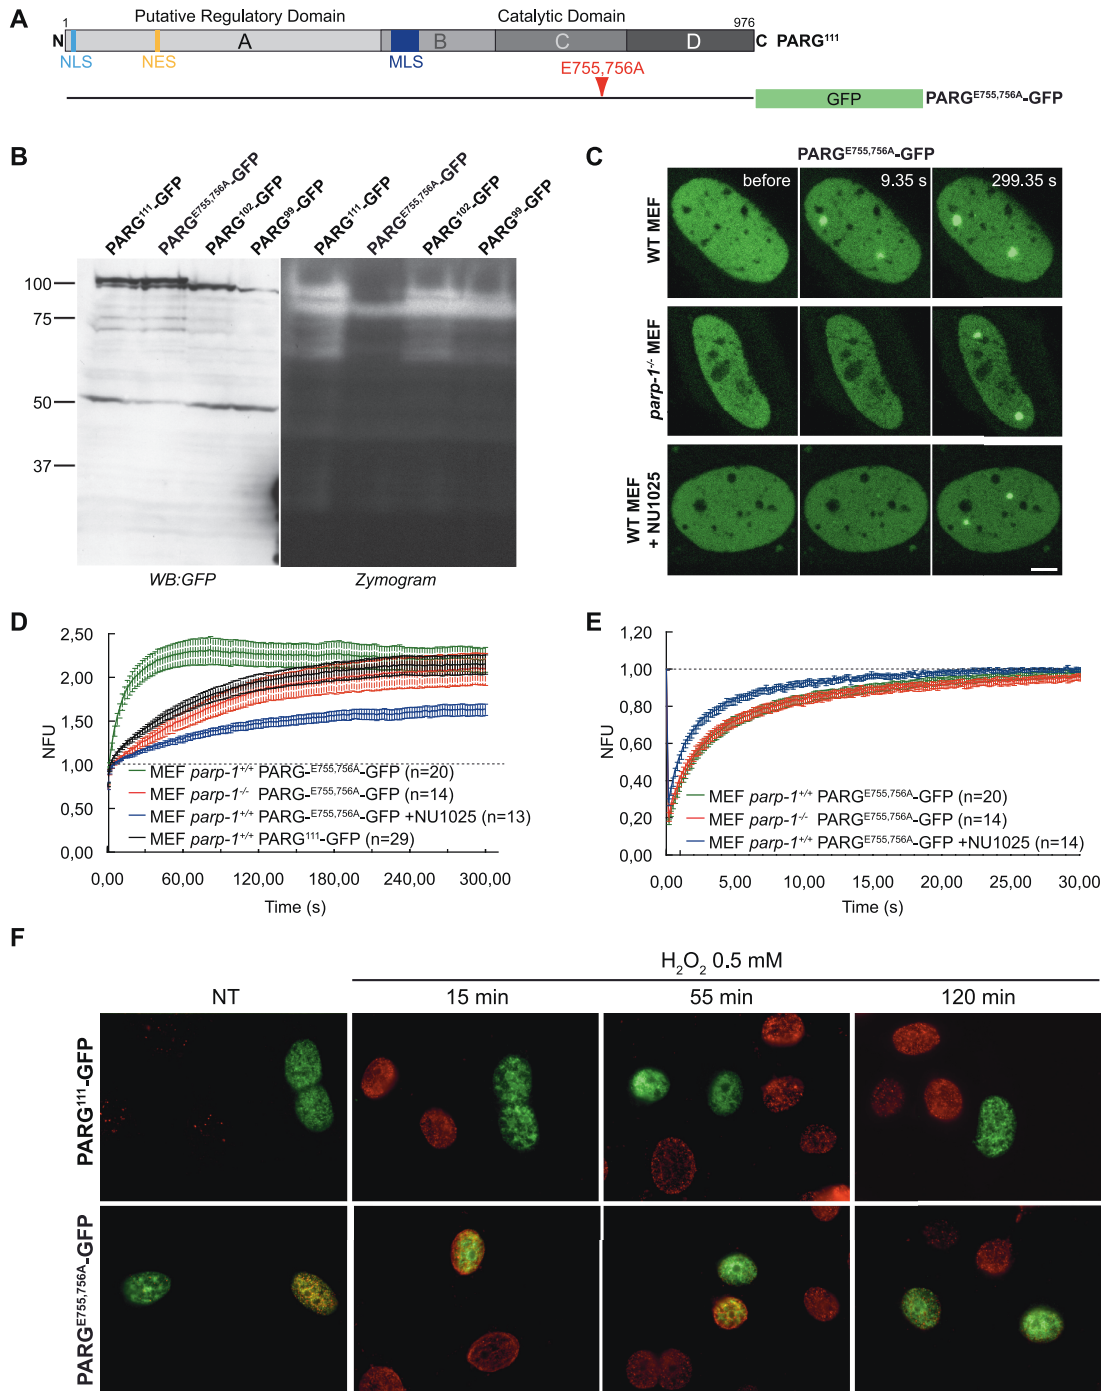 A
1 Putative Regulatory Domain Catalytic Domain 976
N A B C D C PARG111
NLS NES MLS E755,756A
GFP PARGE755,756A-GFP
B
PARG111-GFP
PARGE755,756A-GFP
PARG102-GFP
PARG99-GFP
PARG111-GFP
PARGE755,756A-GFP
PARG102-GFP
PARG99-GFP
100
75
50
37
WB:GFP Zymogram
C
PARGE755,756A-GFP
before 9.35 s 299.35 s
WT MEF
parp-1-/- MEF
WT MEF
+ NU1025
D
2,50
2,00
1,50
1,00
0,50
0,00
NFU
MEF parp-1+/+ PARG-E755,756A-GFP (n=20)
MEF parp-1-/- PARG-E755,756A-GFP (n=14)
MEF parp-1+/+ PARG-E755,756A-GFP +NU1025 (n=13)
MEF parp-1+/+ PARG111-GFP (n=29)
0,00 60,00 120,00 180,00 240,00 300,00
Time (s)
E
1,20
1,00
0,80
0,60
0,40
0,20
0,00
NFU
MEF parp-1+/+ PARGE755,756A-GFP (n=20)
MEF parp-1-/- PARGE755,756A-GFP (n=14)
MEF parp-1+/+ PARGE755,756A-GFP +NU1025 (n=14)
0,00 5,00 10,00 15,00 20,00 25,00 30,00
Time (s)
F
H2O2 0.5 mM
NT 15 min 55 min 120 min
PARG111-GFP
PARGE755,756A-GFP